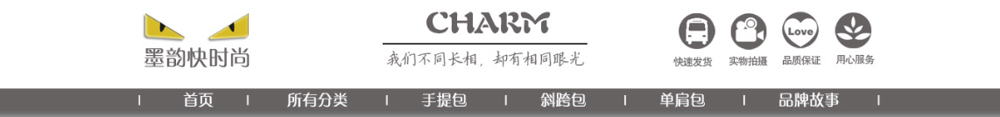 墨韵快时尚
CHARM
我们不同长相，却有相同眼光
Love
快速发货 实物拍摄 品质保证 用心服务
首页 所有分类 手提包 斜跨包 单肩包 品牌故事